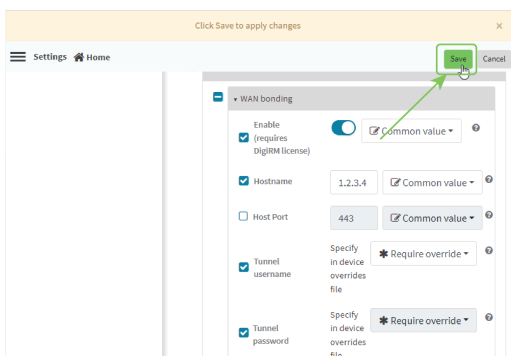 Click Save to apply changes ×
Settings Home
Save Cancel
WAN bonding
Enable (requires DigiRM license) Common value
Hostname 1.2.3.4 Common value
Host Port 443 Common value
Tunnel username Specify in device overrides file Require override
Tunnel password Specify in device overrides file Require override